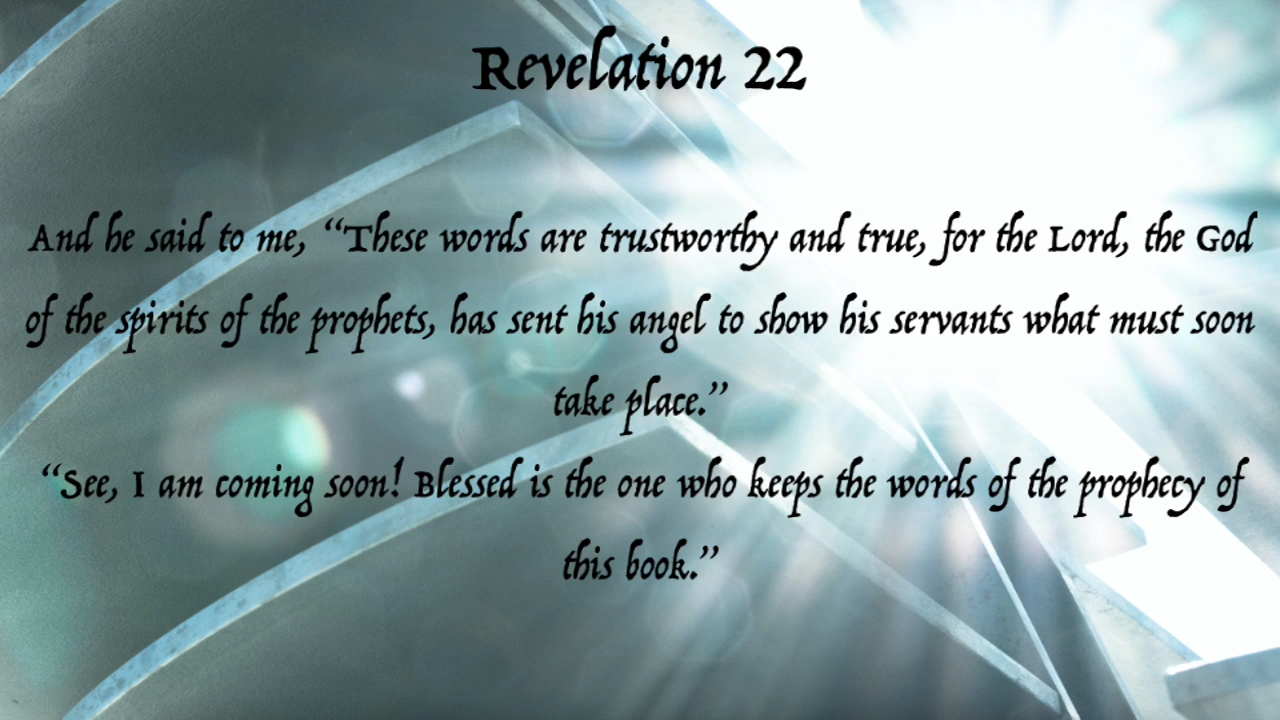 Revelation 22
And he said to me, “These words are trustworthy and true, for the Lord, the God
of the spirits of the prophets, has sent his angel to show his servants what must soon
take place.”
“See, I am coming soon! Blessed is the one who keeps the words of the prophecy of
this book.”